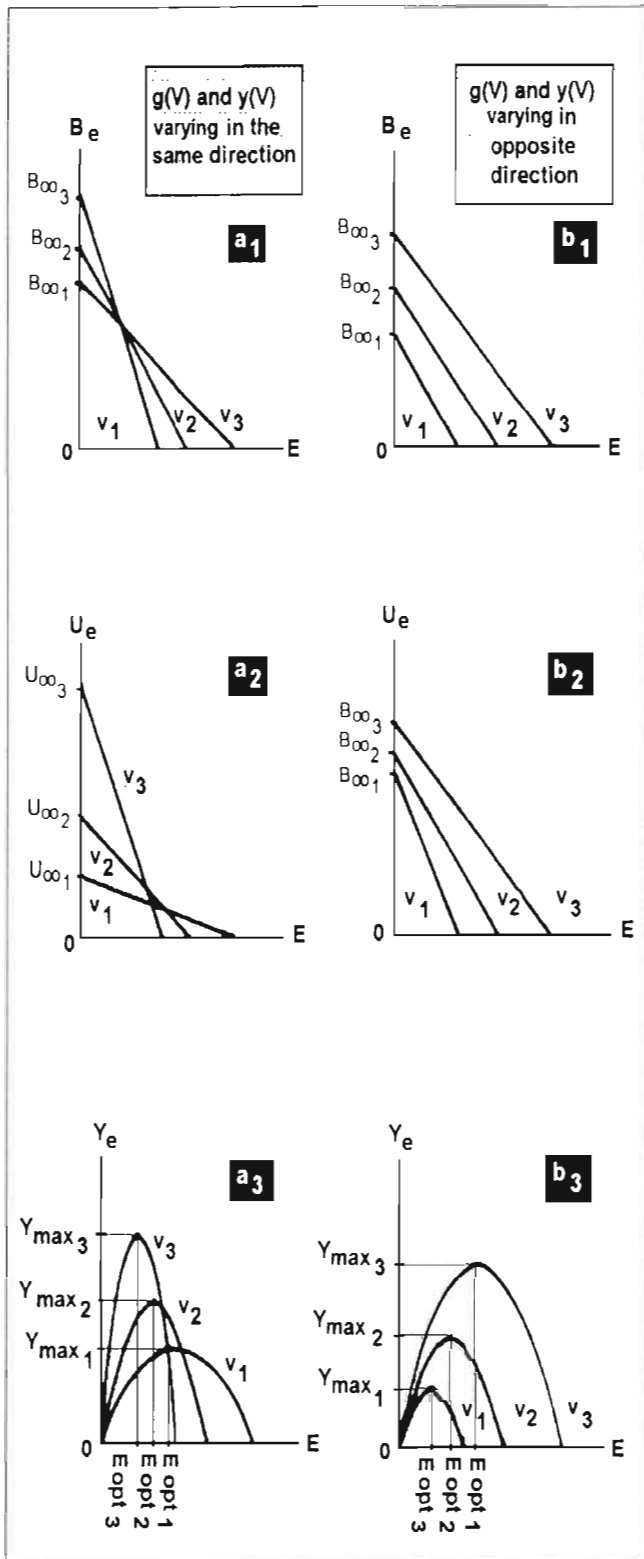 g(V) and y(V)
varying in the
same direction
g(V) and y(V)
varying in
opposite
direction
Be
B∞3
B∞2
B∞1
a1
v1
v2
v3
0
E
Be
B∞3
B∞2
B∞1
b1
v1
v2
v3
0
E
Ue
U∞3
U∞2
U∞1
a2
v3
v2
v1
0
E
Ue
B∞3
B∞2
B∞1
b2
v1
v2
v3
0
E
Ye
Ymax3
Ymax2
Ymax1
a3
v3
v2
v1
0
E
E opt 3
E opt 2
E opt 1
Ye
Ymax3
Ymax2
Ymax1
b3
v1
v2
v3
0
E
E opt 3
E opt 2
E opt 1